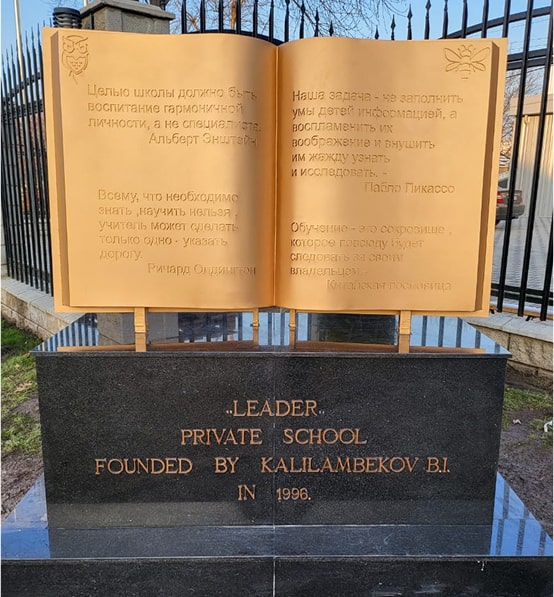 Целью школы должно быть
воспитание гармоничной
личности, а не специалиста.
Альберт Энштейн
Всему, что необходимо
знать ,научить нельзя ,
учитель может сделать
только одно - указать
дорогу.
Ричард Олдингтон
Наша задача - не заполнить
умы детей информацией, а
воспламенить их
воображение и внушить
им жажду узнать
и исследовать. -
Пабло Пикассо
Обучение - это сокровище ,
которое повсюду будет
следовать за своим
владельцем. -
Китайская пословица
„LEADER„
PRIVATE SCHOOL
FOUNDED BY KALILAMBEKOV B.I.
IN 1996.